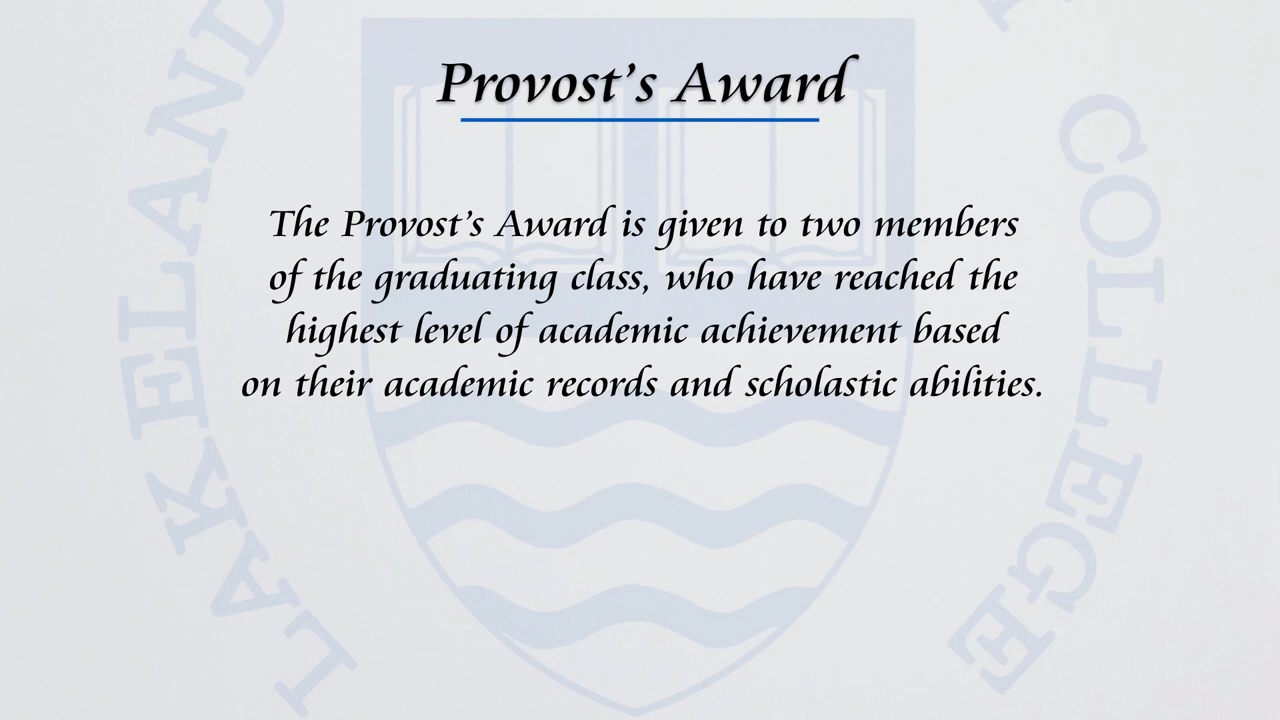 Provost's Award
The Provost's Award is given to two members
of the graduating class, who have reached the
highest level of academic achievement based
on their academic records and scholastic abilities.
LAKELAND
COLLEGE